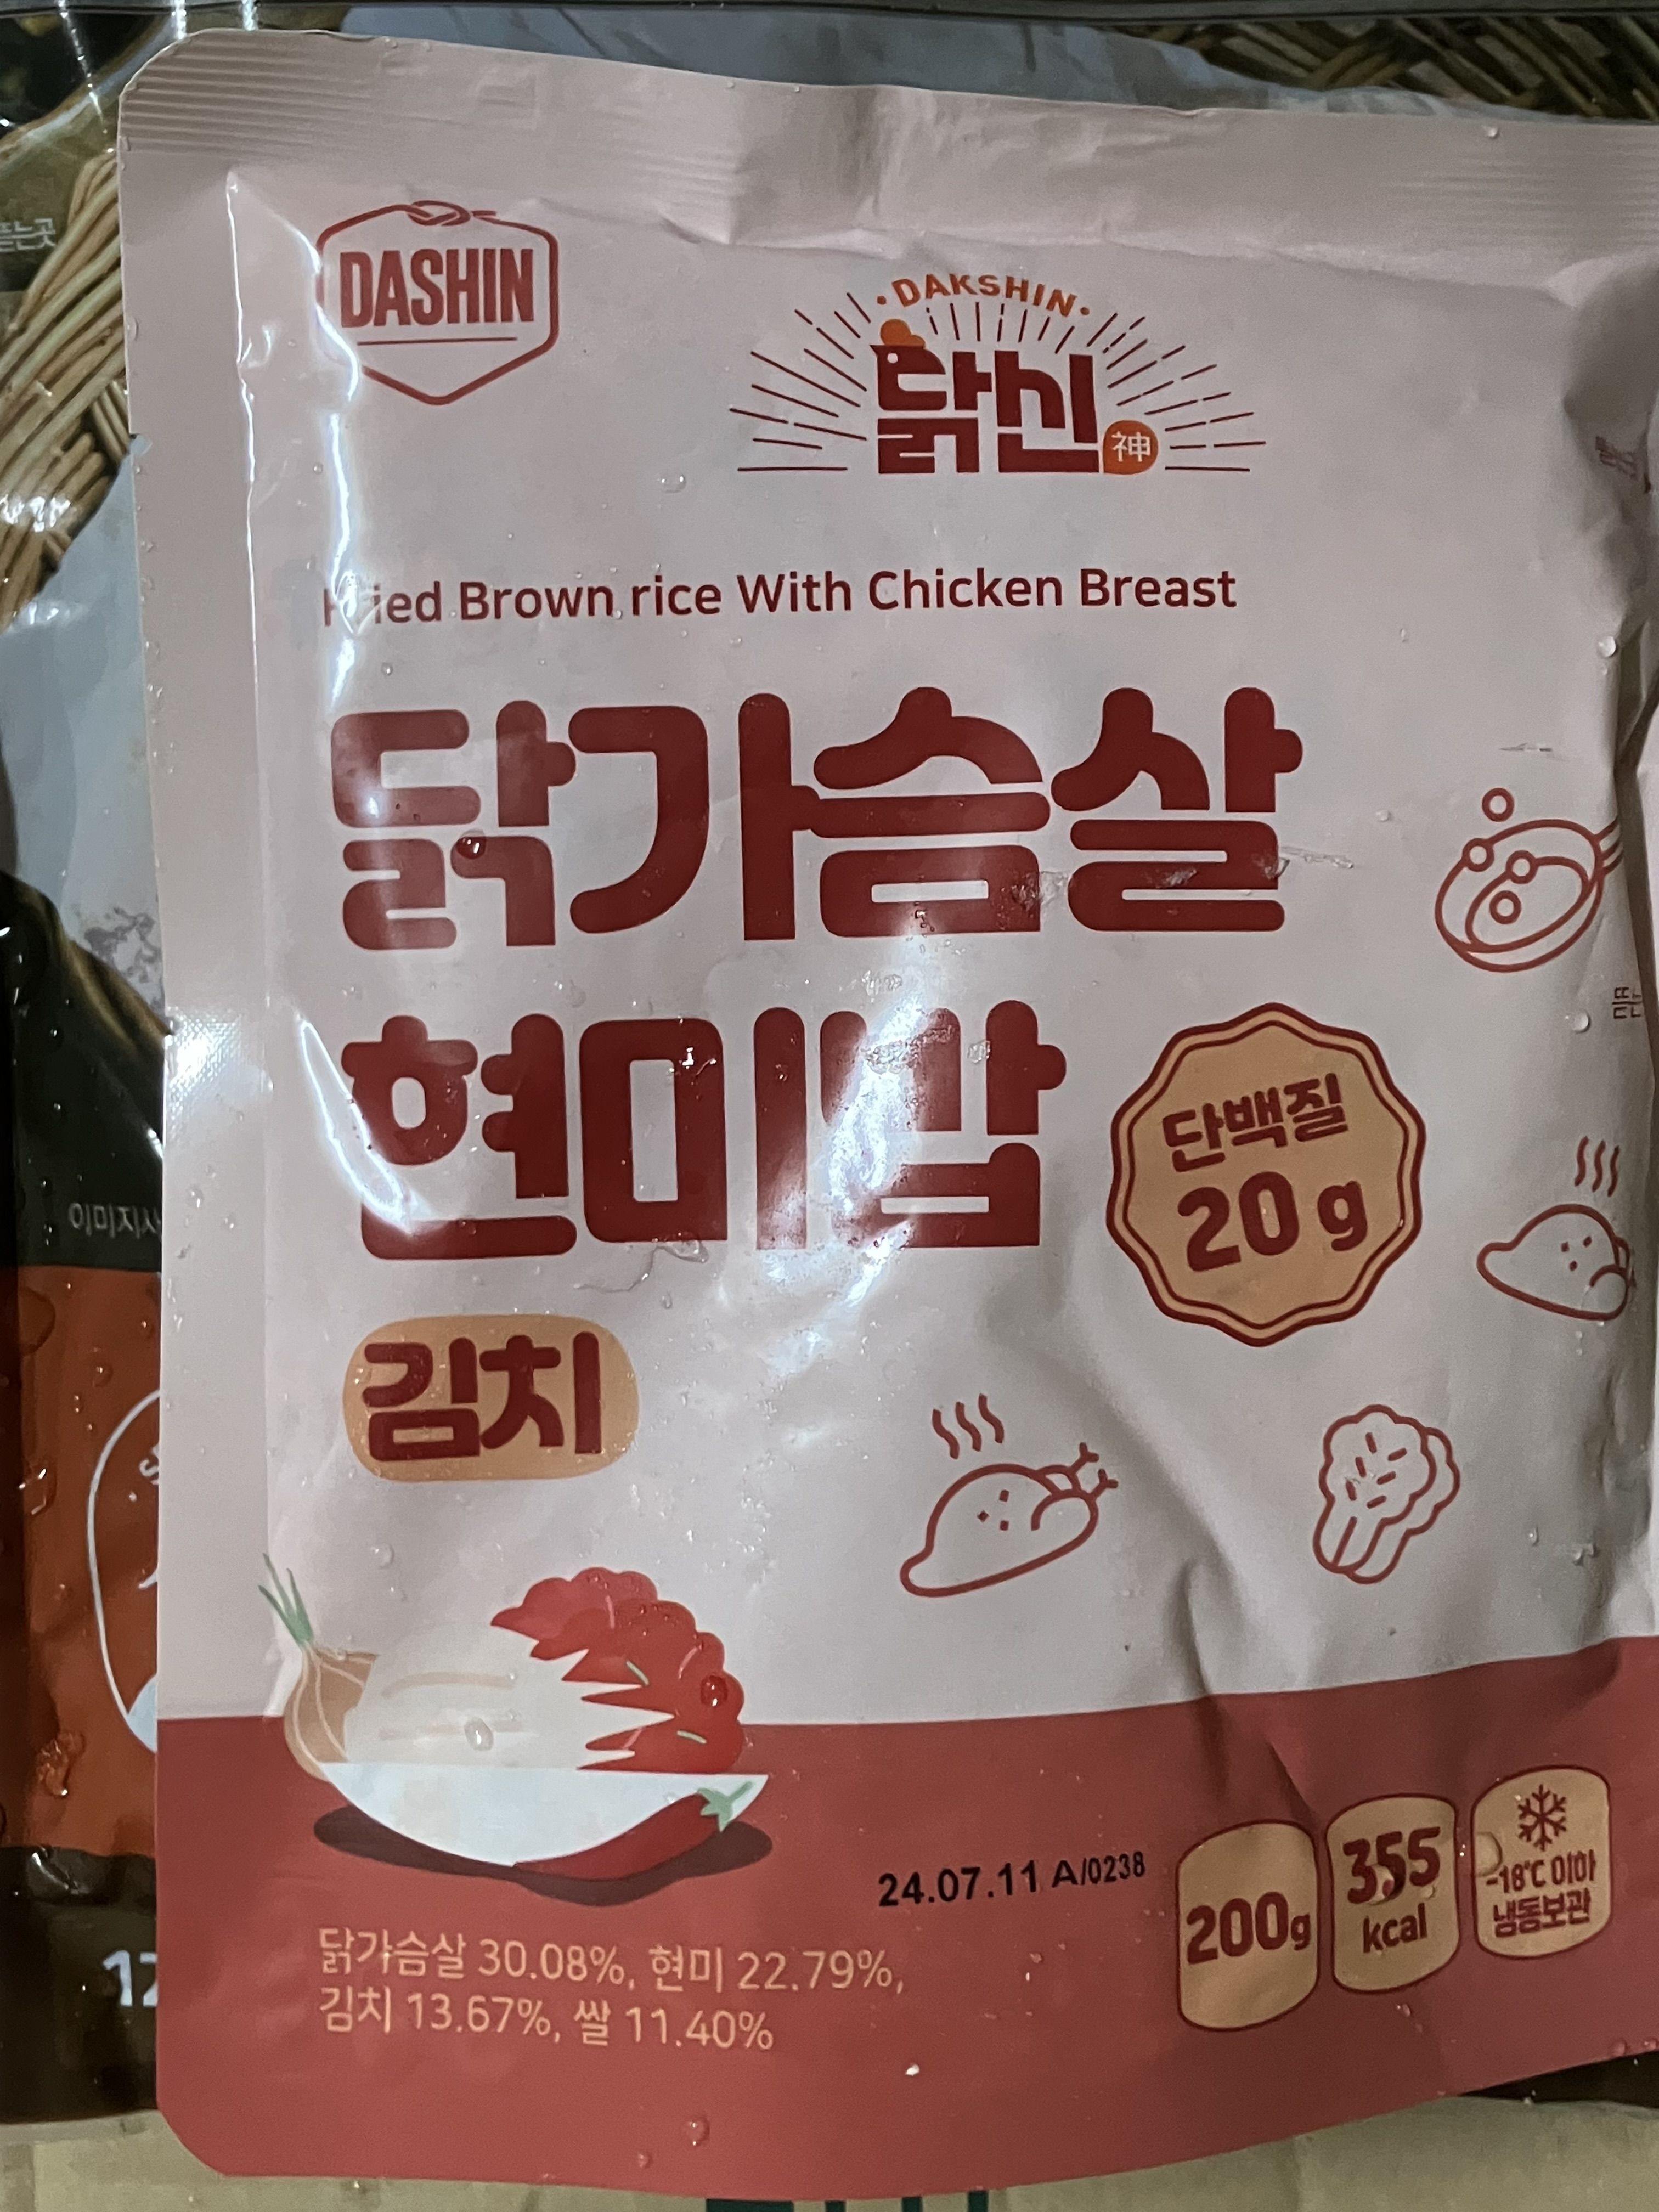 DASHIN
DAKSHIN
닭신
神
Fried Brown rice With Chicken Breast
닭가슴살
현미밥
단백질
20 g
김치
24.07.11 A/0238
200g
355
kcal
-18℃ 이하
냉동보관
닭가슴살 30.08%, 현미 22.79%,
김치 13.67%, 쌀 11.40%